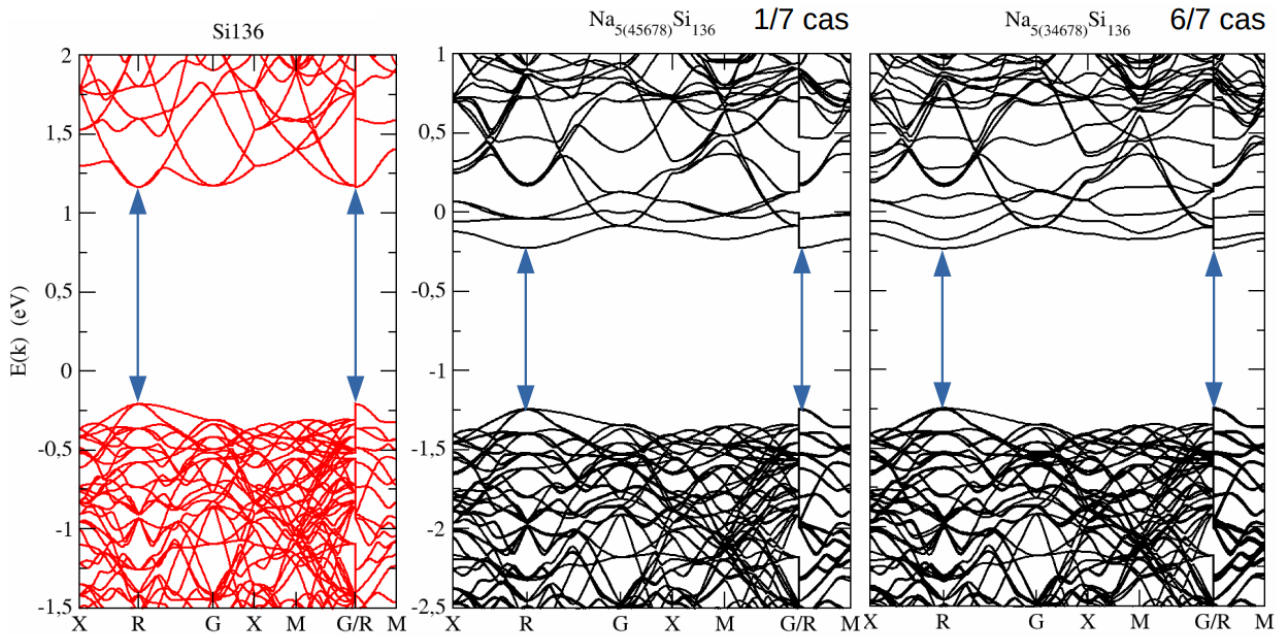 Si136
Na5(45678)Si136
1/7 cas
Na5(34678)Si136
6/7 cas
E(k) (eV)
2
1.5
1
0,5
0
-0.5
-1
-1.5
X R G X M G/R M
1
0,5
0
-0,5
-1
-1.5
-2
-2.5
X R G X M G/R M
X R G X M G/R M